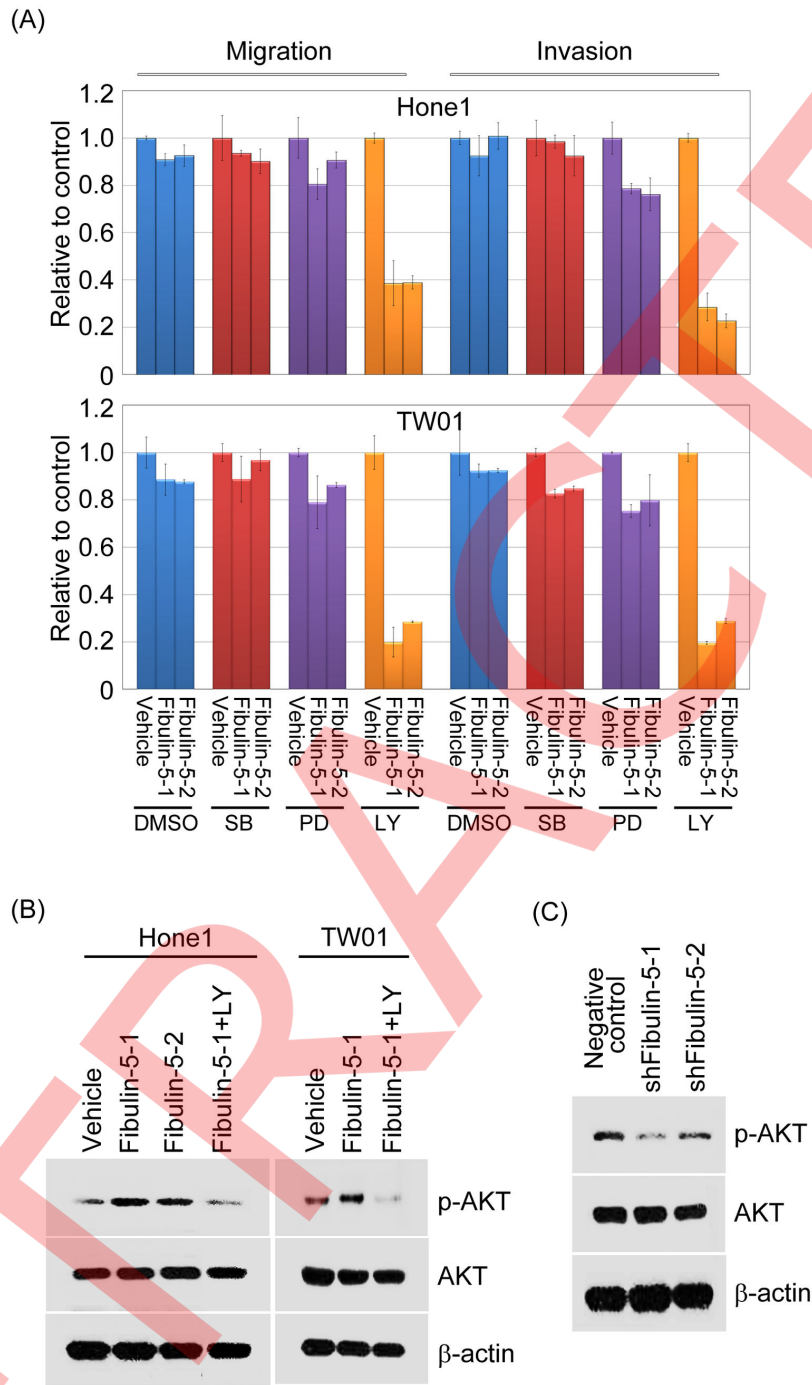 (A)
Migration Invasion
1.2
Hone1
1.0
0.8
0.6
0.4
0.2
0
Relative to control
1.2
TW01
1.0
0.8
0.6
0.4
0.2
0
Relative to control
Vehicle Fibulin-5-1 Fibulin-5-2 Vehicle Fibulin-5-1 Fibulin-5-2 Vehicle Fibulin-5-1 Fibulin-5-2 Vehicle Fibulin-5-1 Fibulin-5-2 Vehicle Fibulin-5-1 Fibulin-5-2 Vehicle Fibulin-5-1 Fibulin-5-2 Vehicle Fibulin-5-1 Fibulin-5-2 Vehicle Fibulin-5-1 Fibulin-5-2
DMSO SB PD LY DMSO SB PD LY
(B)
Hone1 TW01
Vehicle Fibulin-5-1 Fibulin-5-2 Fibulin-5-1+LY Vehicle Fibulin-5-1 Fibulin-5-1+LY
p-AKT
AKT
β-actin
(C)
Negative control shFibulin-5-1 shFibulin-5-2
p-AKT
AKT
β-actin